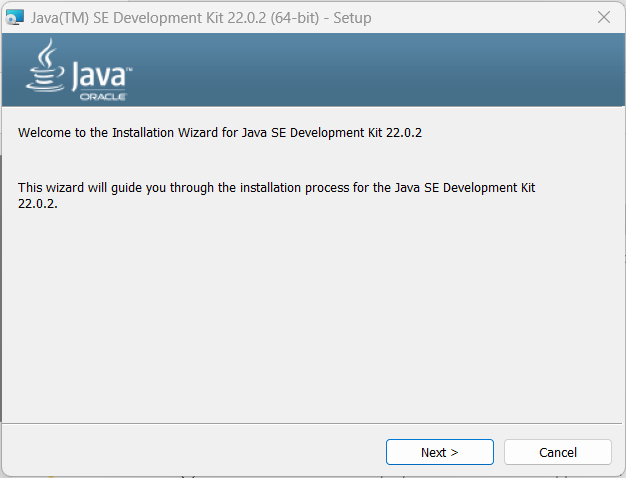 Java(TM) SE Development Kit 22.0.2 (64-bit) - Setup
Java™
ORACLE
Welcome to the Installation Wizard for Java SE Development Kit 22.0.2
This wizard will guide you through the installation process for the Java SE Development Kit
22.0.2.
Next >
Cancel